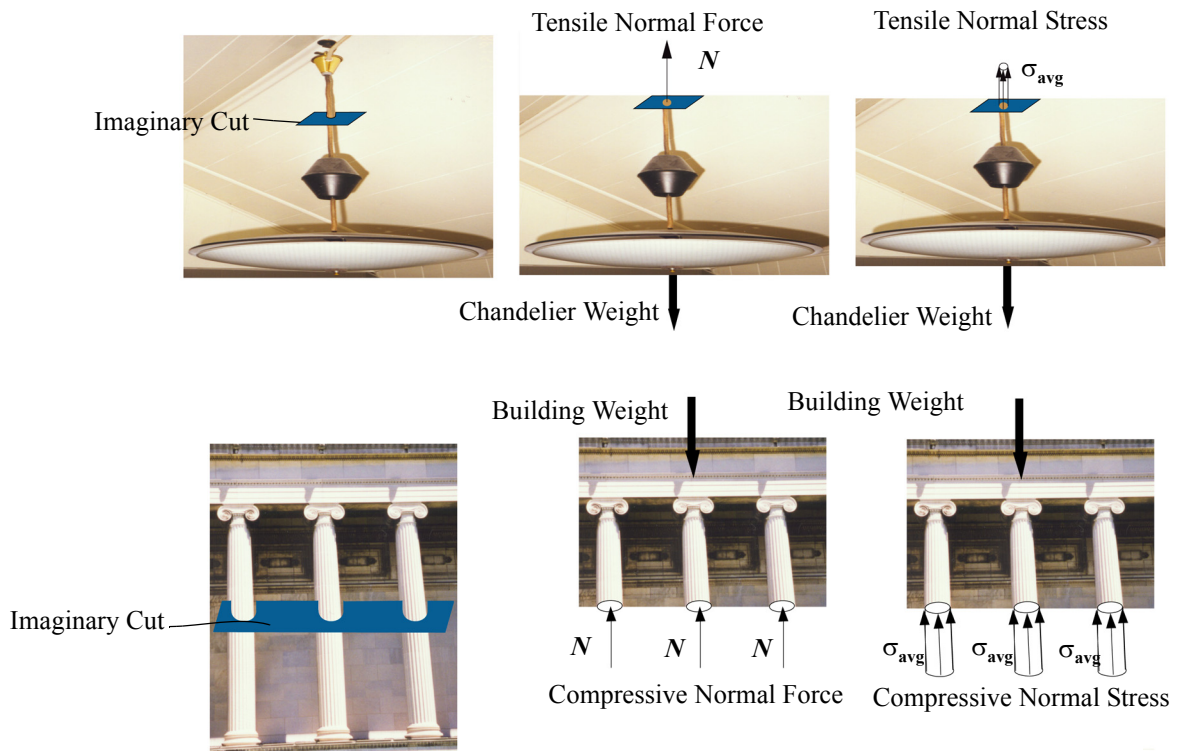 Tensile Normal Force
Tensile Normal Stress
N
σavg
Imaginary Cut
Chandelier Weight
Chandelier Weight
Building Weight
Building Weight
Imaginary Cut
N
N
N
σavg
σavg
σavg
Compressive Normal Force
Compressive Normal Stress